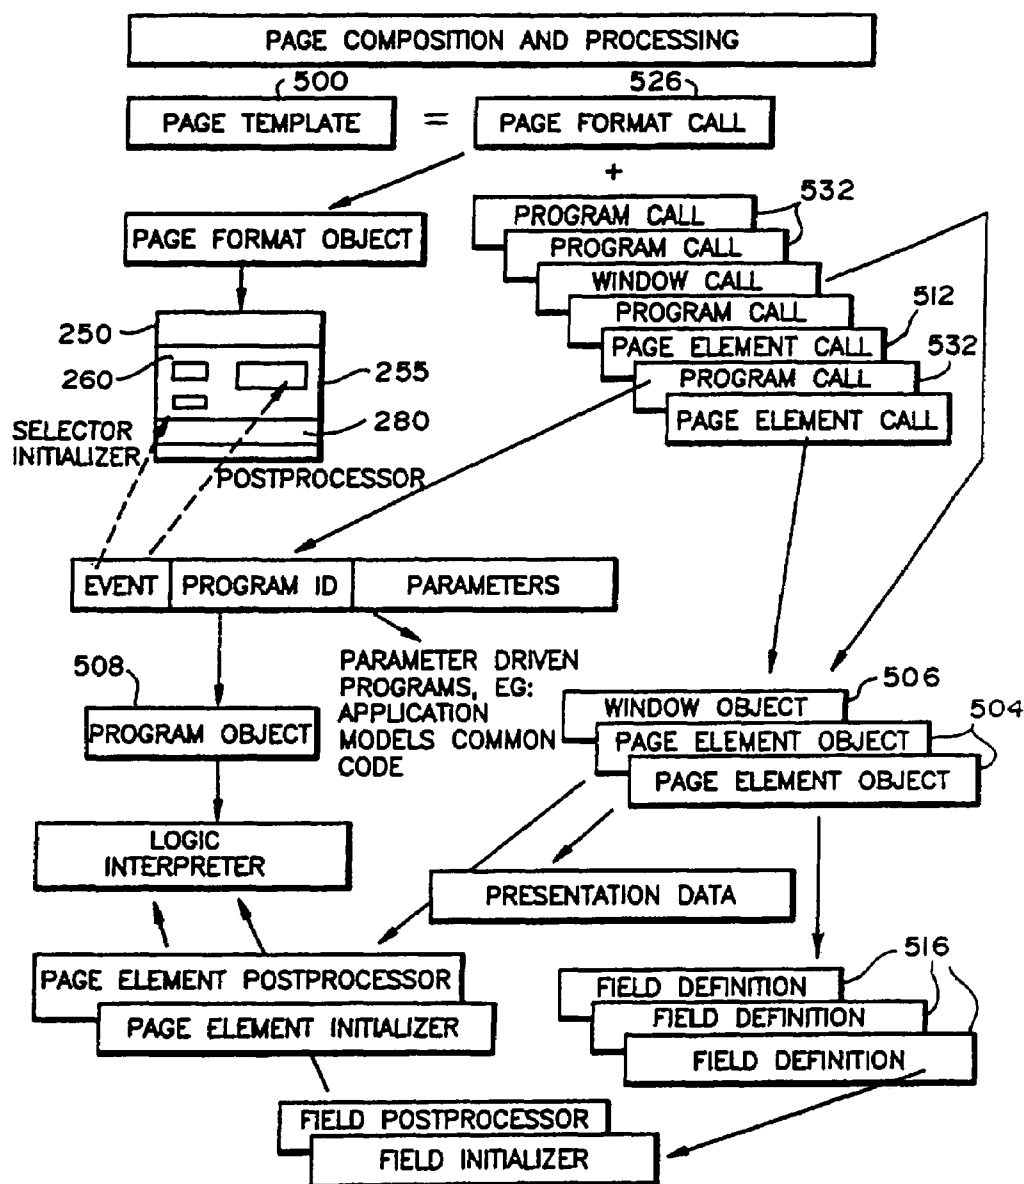 PAGE COMPOSITION AND PROCESSING
500
526
PAGE TEMPLATE
=
PAGE FORMAT CALL
+
532
PROGRAM CALL
PROGRAM CALL
WINDOW CALL
PROGRAM CALL
512
PAGE ELEMENT CALL
532
PROGRAM CALL
PAGE ELEMENT CALL
PAGE FORMAT OBJECT
250
260
255
280
SELECTOR
INITIALIZER
POSTPROCESSOR
EVENT
PROGRAM ID
PARAMETERS
PARAMETER DRIVEN
PROGRAMS, EG:
APPLICATION
MODELS COMMON
CODE
508
PROGRAM OBJECT
506
WINDOW OBJECT
504
PAGE ELEMENT OBJECT
PAGE ELEMENT OBJECT
LOGIC
INTERPRETER
PRESENTATION DATA
PAGE ELEMENT POSTPROCESSOR
PAGE ELEMENT INITIALIZER
516
FIELD DEFINITION
FIELD DEFINITION
FIELD DEFINITION
FIELD POSTPROCESSOR
FIELD INITIALIZER